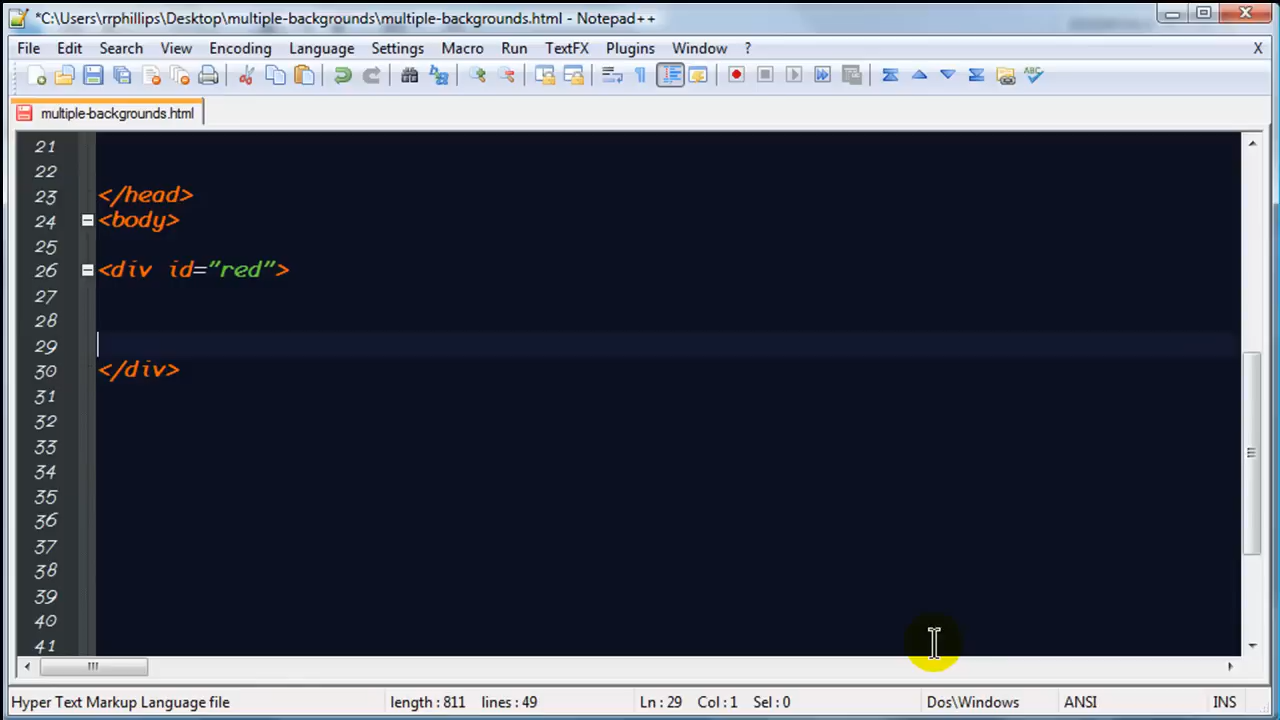 *C:\Users\rrphillips\Desktop\multiple-backgrounds\multiple-backgrounds.html - Notepad++
File Edit Search View Encoding Language Settings Macro Run TextFX Plugins Window ? X
multiple-backgrounds.html
21
22
23 </head>
24 <body>
25
26 <div id="red">
27
28
29
30 </div>
31
32
33
34
35
36
37
38
39
40
41
Hyper Text Markup Language file length : 811 lines : 49 Ln : 29 Col : 1 Sel : 0 Dos\Windows ANSI INS